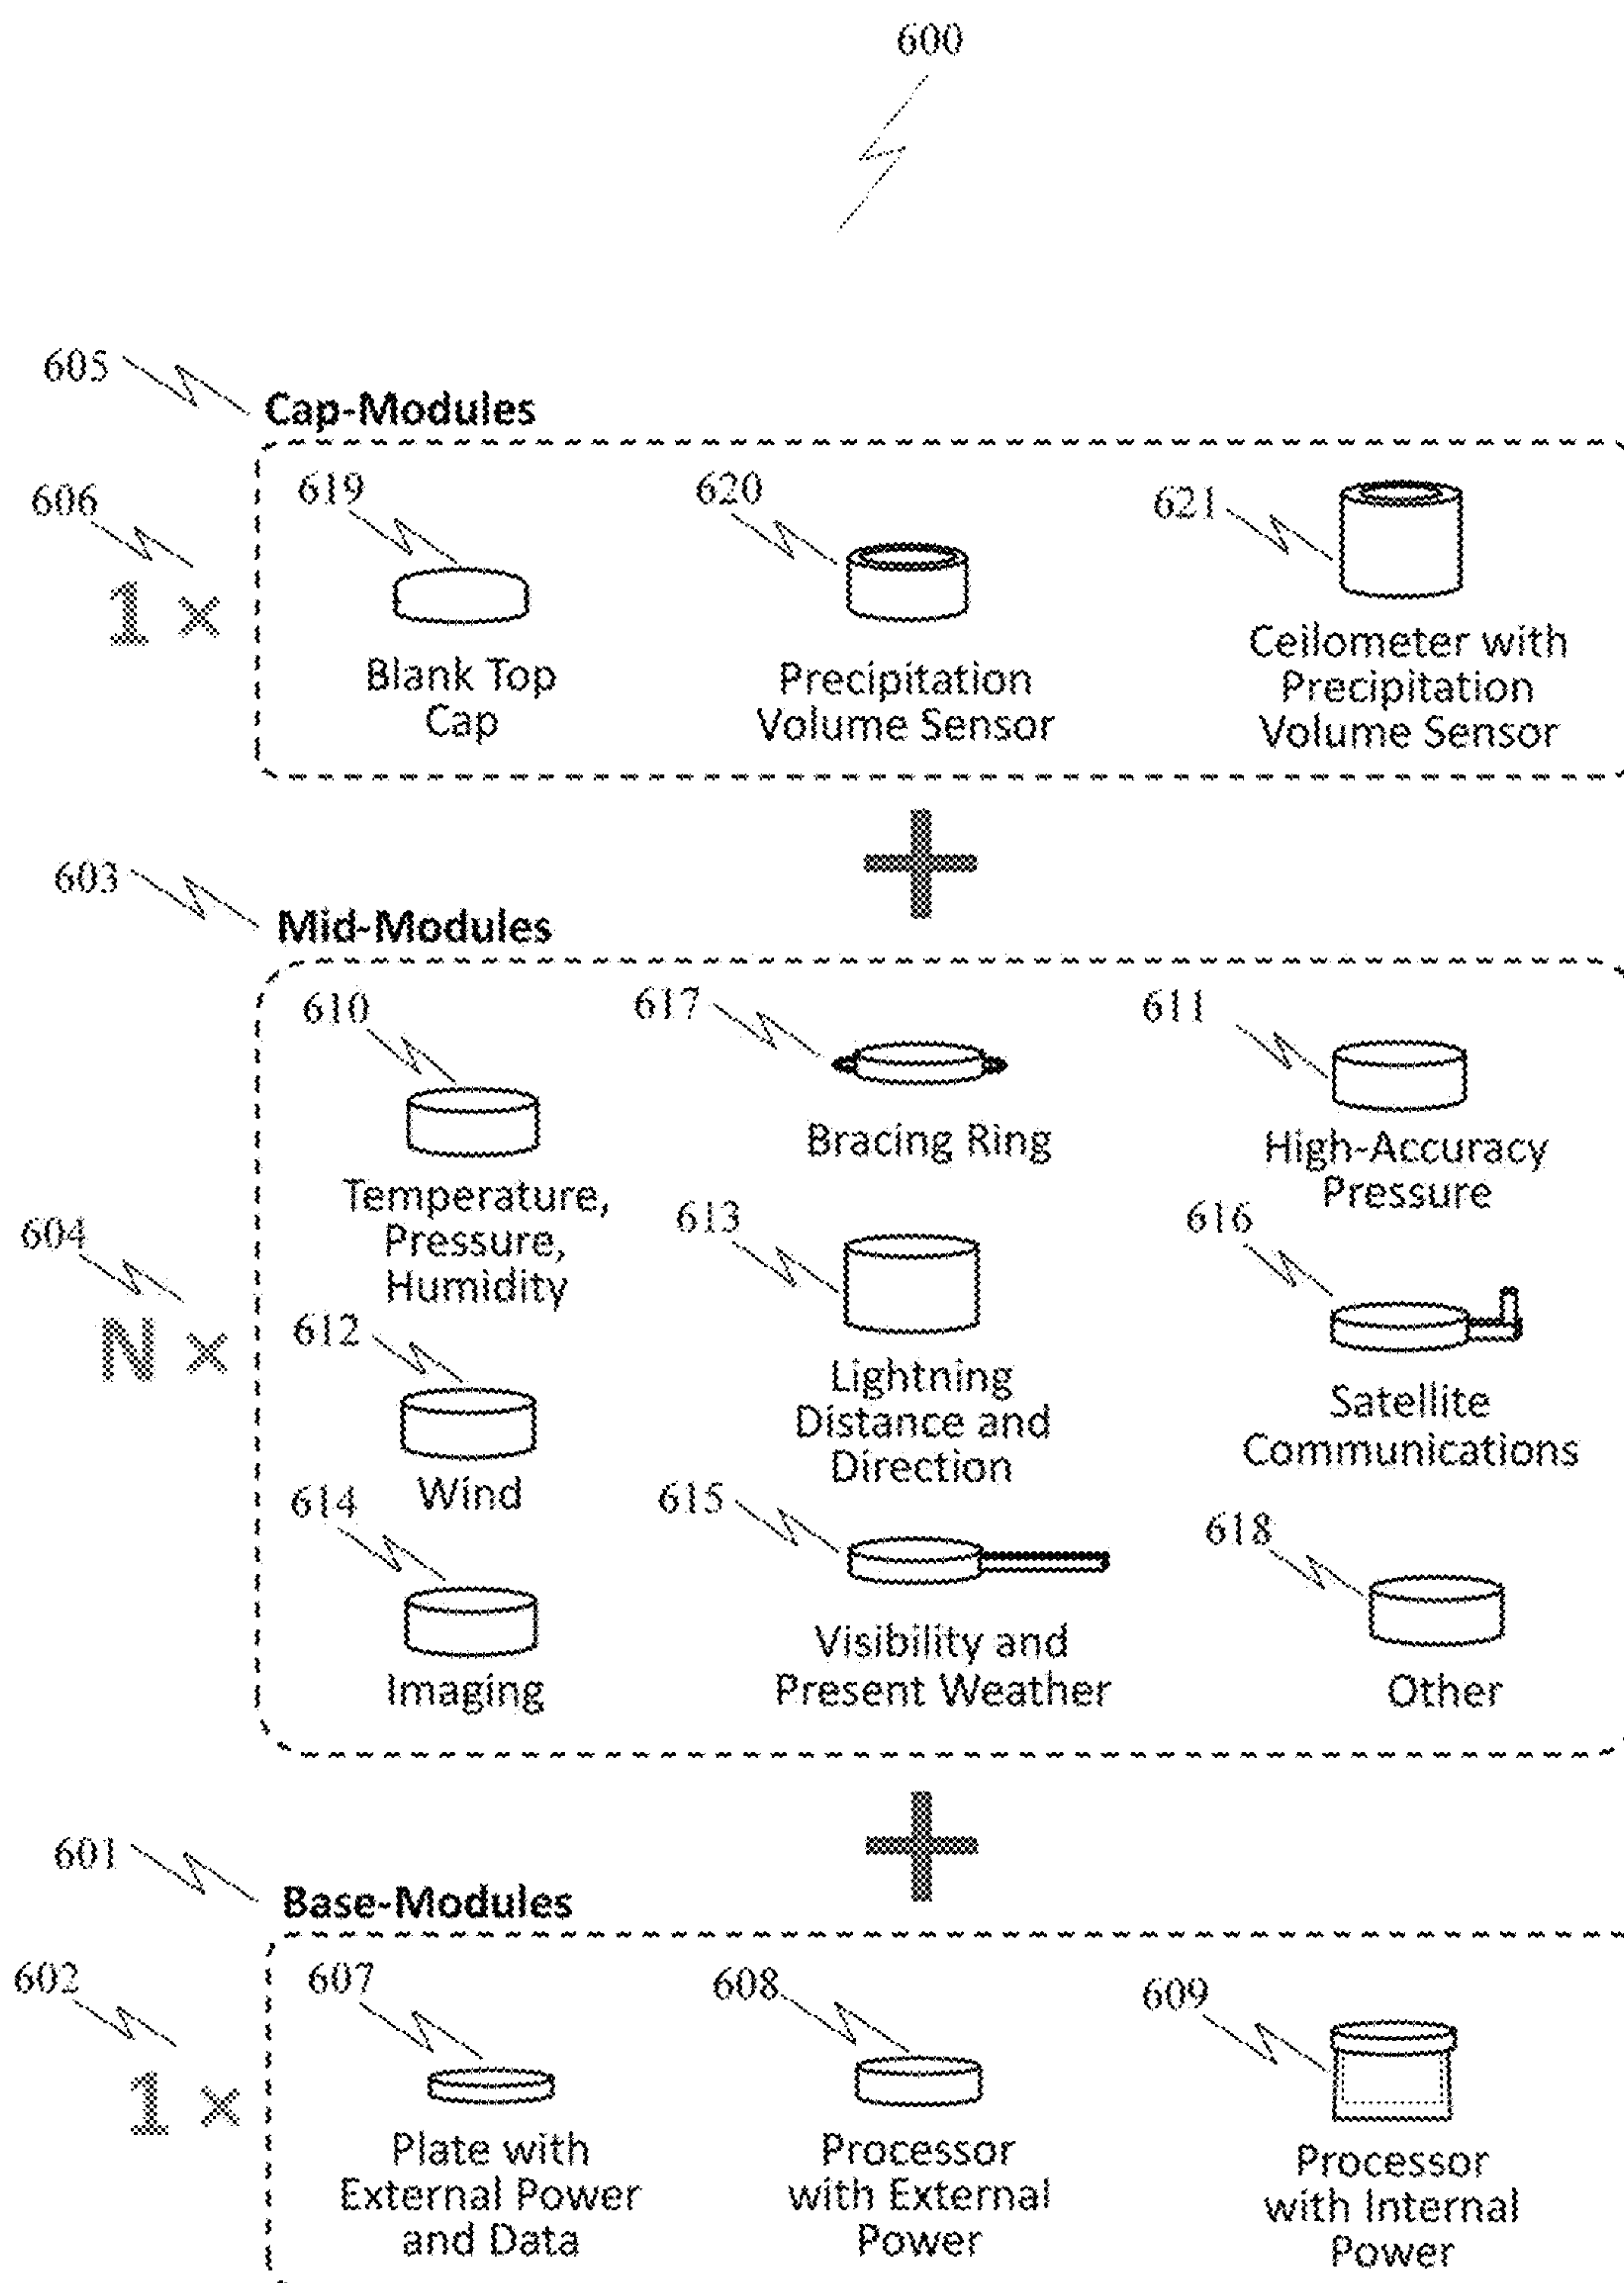 600
605
Cap-Modules
606
1 ×
619
620
621
Blank Top
Cap
Precipitation
Volume Sensor
Ceilometer with
Precipitation
Volume Sensor
+
603
Mid-Modules
604
N ×
610
617
611
Temperature,
Pressure,
Humidity
Bracing Ring
High-Accuracy
Pressure
612
613
616
Wind
Lightning
Distance and
Direction
Satellite
Communications
614
615
618
Imaging
Visibility and
Present Weather
Other
+
601
Base-Modules
602
1 ×
607
608
609
Plate with
External Power
and Data
Processor
with External
Power
Processor
with Internal
Power